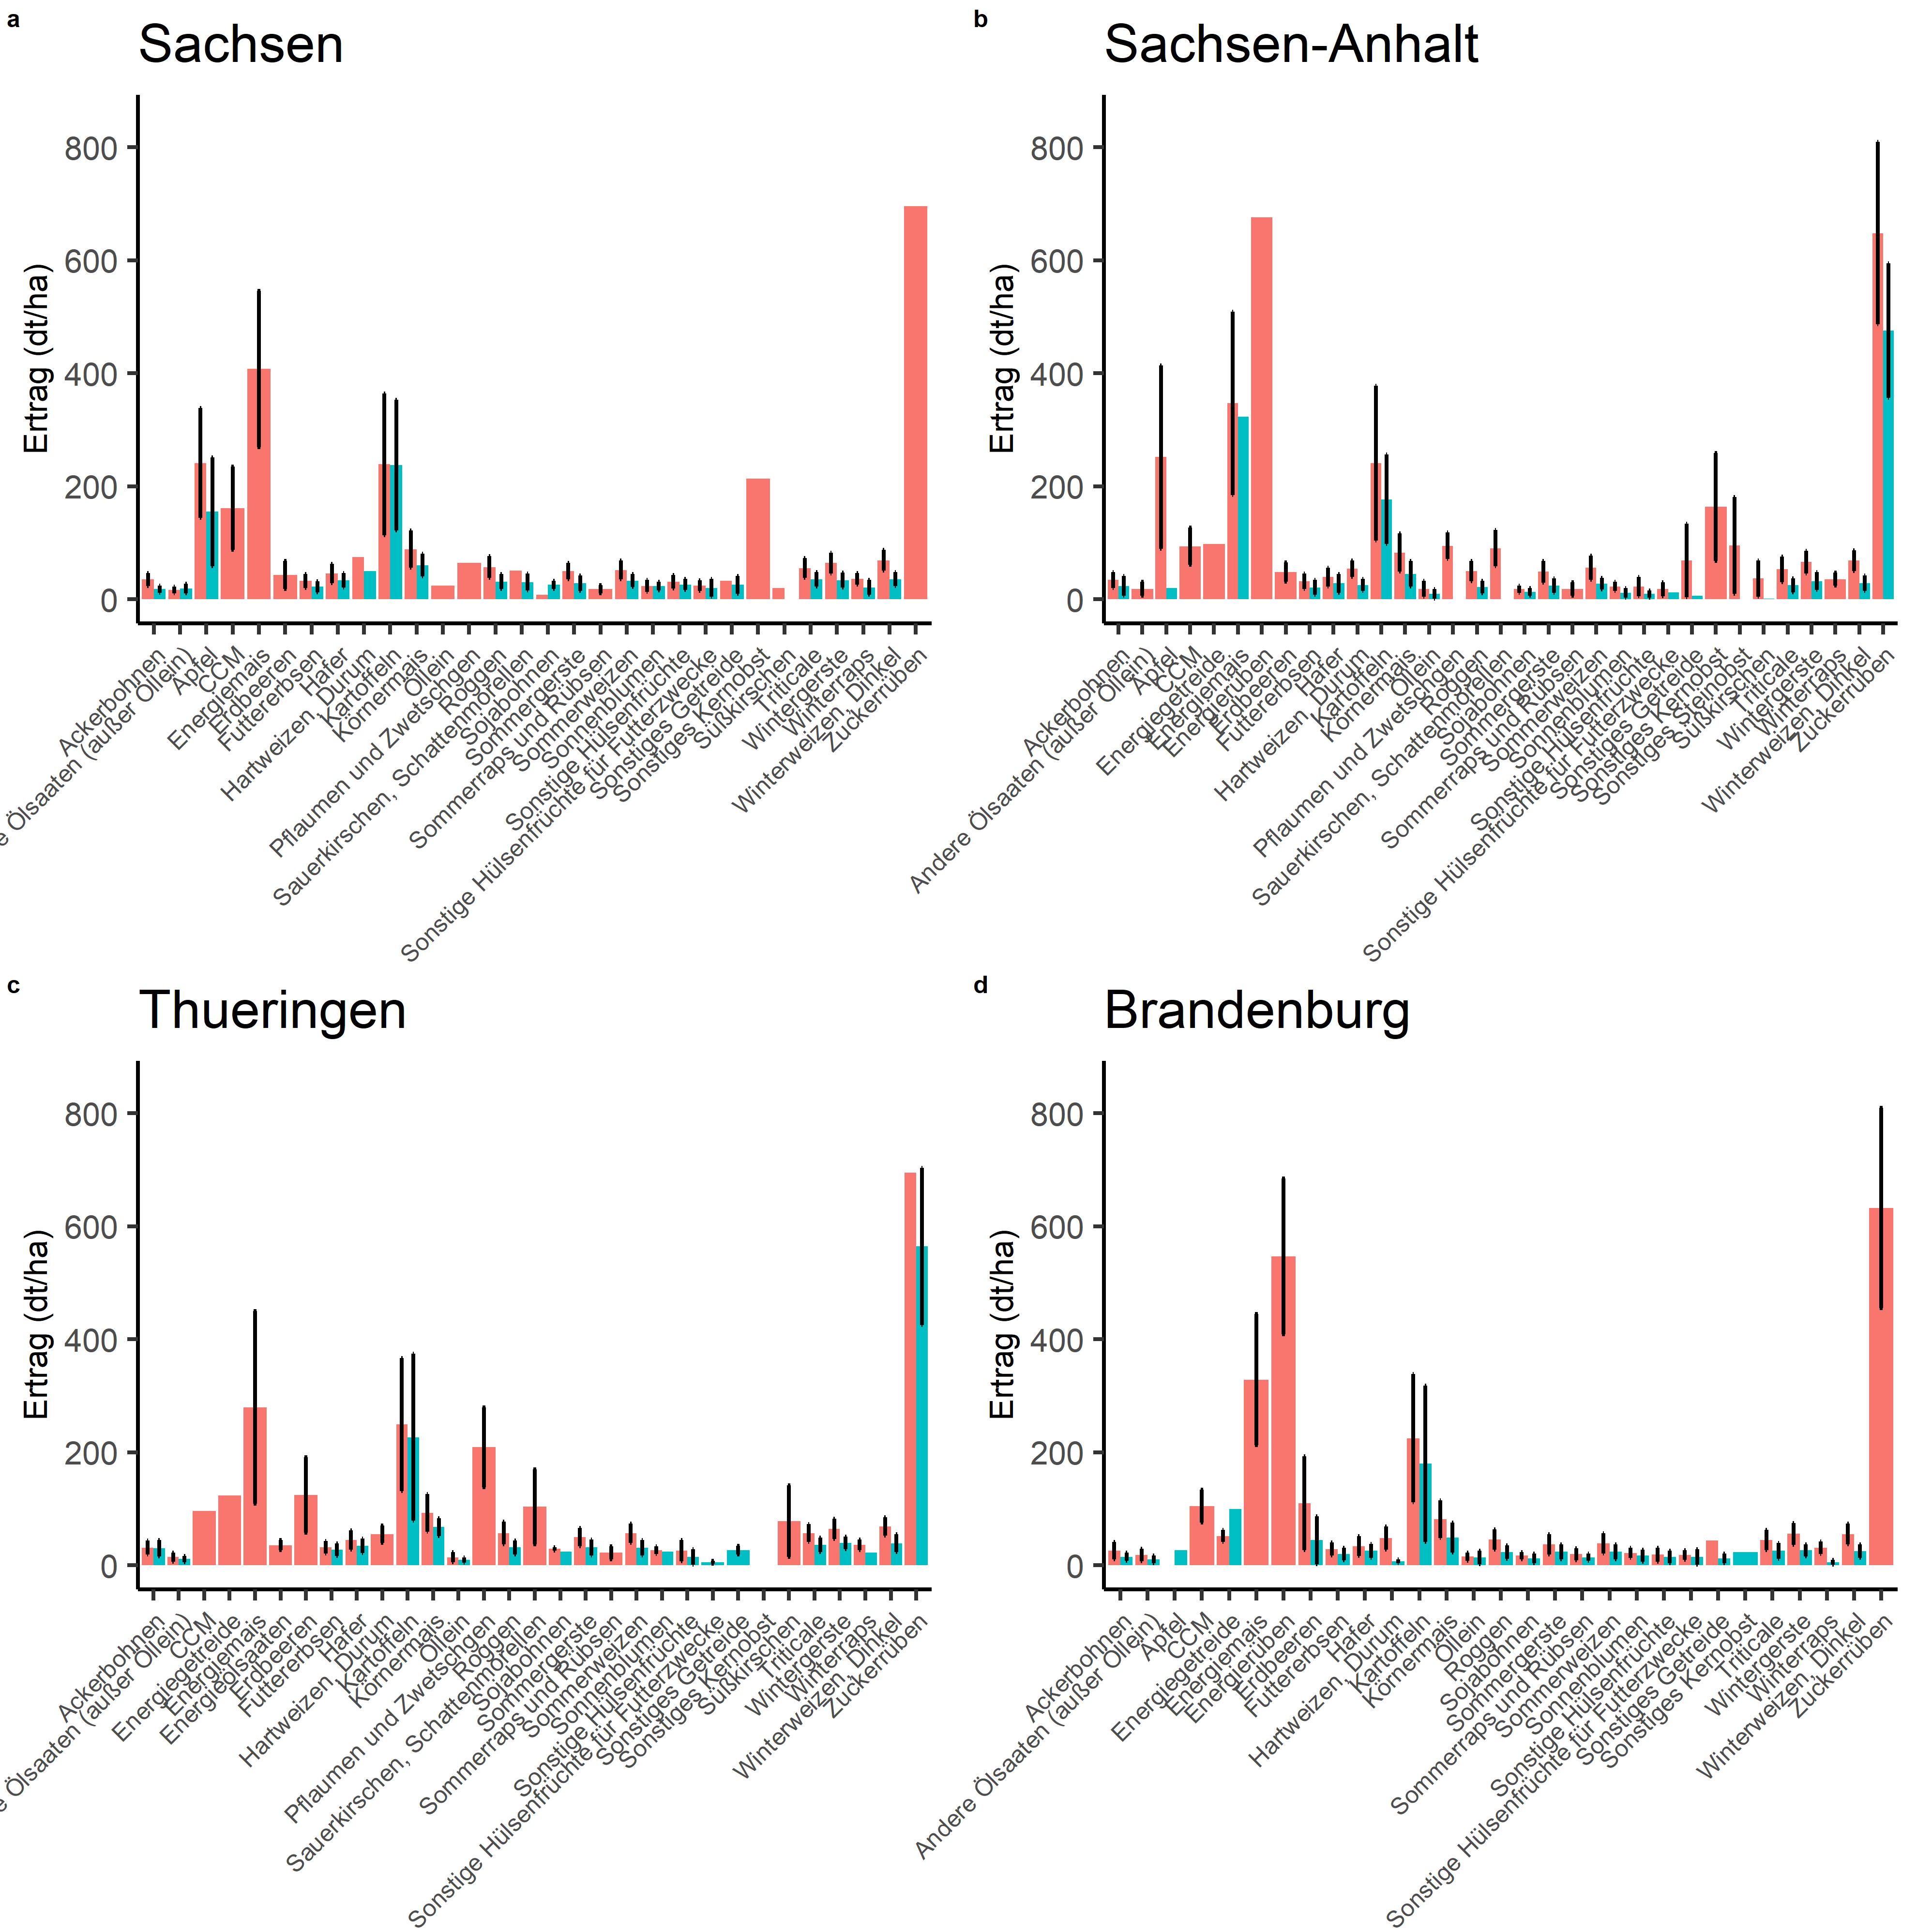 a
Sachsen
Ertrag (dt/ha)
800
600
400
200
0
Ackerbohnen
e Ölsaaten (außer Öllein)
Apfel
CCM
Energiemais
Erdbeeren
Futtererbsen
Hafer
Hartweizen, Durum
Kartoffeln
Körnermais
Öllein
Pflaumen und Zwetschgen
Roggen
Sauerkirschen, Schattenmorellen
Sojabohnen
Sommergerste
Sommerraps und Rübsen
Sommerweizen
Sonnenblumen
Sonstige Hülsenfrüchte
Sonstige Hülsenfrüchte für Futterzwecke
Sonstiges Getreide
Sonstiges Kernobst
Süßkirschen
Triticale
Wintergerste
Winterraps
Winterweizen, Dinkel
Zuckerrüben
b
Sachsen-Anhalt
Ertrag (dt/ha)
800
600
400
200
0
Ackerbohnen
Andere Ölsaaten (außer Öllein)
Apfel
CCM
Energiegetreide
Energiemais
Energierüben
Erdbeeren
Futtererbsen
Hafer
Hartweizen, Durum
Kartoffeln
Körnermais
Öllein
Pflaumen und Zwetschgen
Roggen
Sauerkirschen, Schattenmorellen
Sojabohnen
Sommergerste
Sommerraps und Rübsen
Sommerweizen
Sonnenblumen
Sonstige Hülsenfrüchte
Sonstige Hülsenfrüchte für Futterzwecke
Sonstiges Getreide
Sonstiges Kernobst
Sonstiges Steinobst
Süßkirschen
Triticale
Wintergerste
Winterraps
Winterweizen, Dinkel
Zuckerrüben
c
Thueringen
Ertrag (dt/ha)
800
600
400
200
0
Ackerbohnen
e Ölsaaten (außer Öllein)
CCM
Energiegetreide
Energiemais
Energieölsaaten
Erdbeeren
Futtererbsen
Hafer
Hartweizen, Durum
Kartoffeln
Körnermais
Öllein
Pflaumen und Zwetschgen
Roggen
Sauerkirschen, Schattenmorellen
Sojabohnen
Sommergerste
Sommerraps und Rübsen
Sommerweizen
Sonnenblumen
Sonstige Hülsenfrüchte
Sonstige Hülsenfrüchte für Futterzwecke
Sonstiges Getreide
Sonstiges Kernobst
Süßkirschen
Triticale
Wintergerste
Winterraps
Winterweizen, Dinkel
Zuckerrüben
d
Brandenburg
Ertrag (dt/ha)
800
600
400
200
0
Ackerbohnen
Andere Ölsaaten (außer Öllein)
Apfel
CCM
Energiegetreide
Energiemais
Energierüben
Erdbeeren
Futtererbsen
Hafer
Hartweizen, Durum
Kartoffeln
Körnermais
Öllein
Roggen
Sojabohnen
Sommergerste
Sommerraps und Rübsen
Sommerweizen
Sonnenblumen
Sonstige Hülsenfrüchte
Sonstige Hülsenfrüchte für Futterzwecke
Sonstiges Getreide
Sonstiges Kernobst
Triticale
Wintergerste
Winterraps
Winterweizen, Dinkel
Zuckerrüben